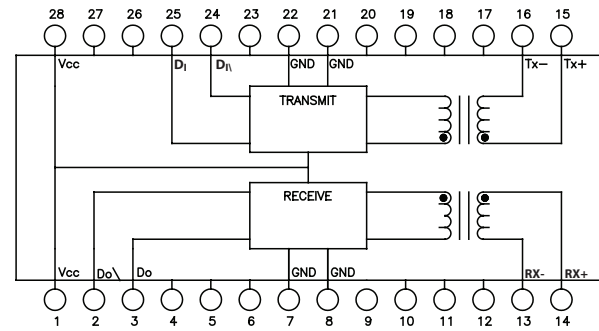 28 27 26 25 24 23 22 21 20 19 18 17 16 15
Vcc DI DI\ GND GND Tx- Tx+
TRANSMIT
RECEIVE
Vcc Do\ Do GND GND RX- RX+
1 2 3 4 5 6 7 8 9 10 11 12 13 14